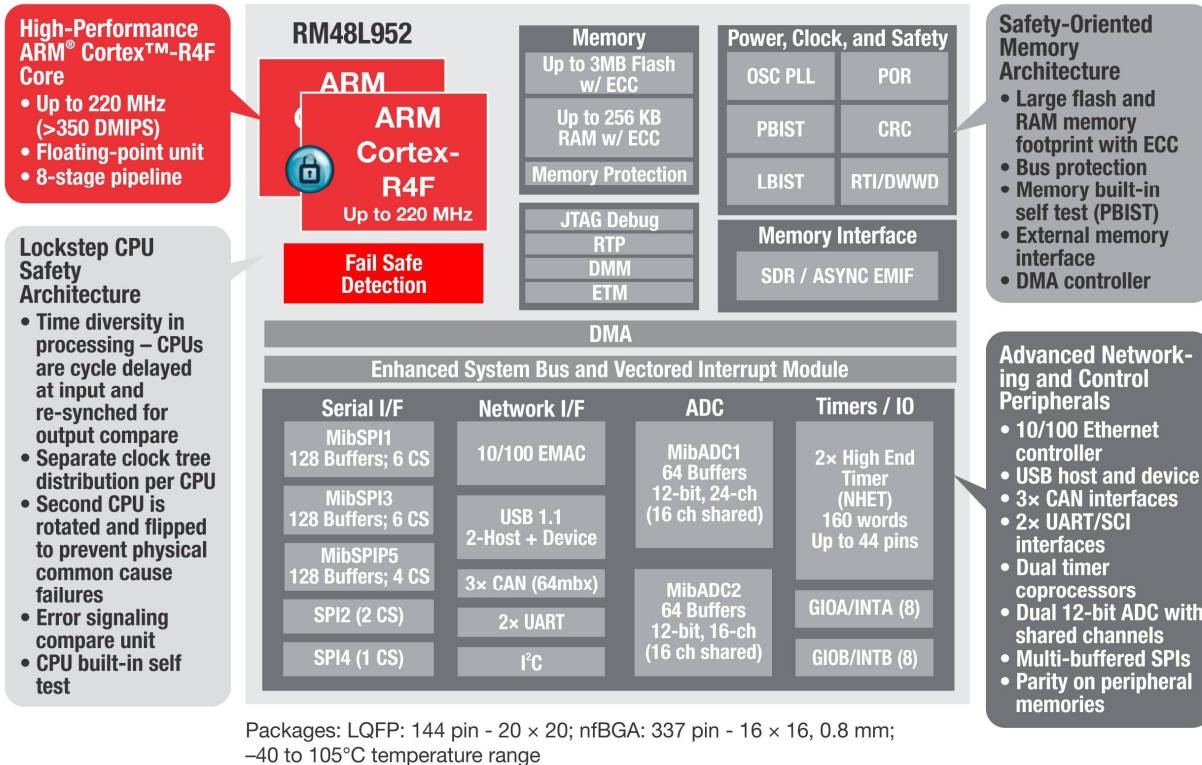 High-Performance
ARM® Cortex™-R4F
Core
• Up to 220 MHz
(>350 DMIPS)
• Floating-point unit
• 8-stage pipeline
Lockstep CPU
Safety
Architecture
• Time diversity in
processing – CPUs
are cycle delayed
at input and
re-synched for
output compare
• Separate clock tree
distribution per CPU
• Second CPU is
rotated and flipped
to prevent physical
common cause
failures
• Error signaling
compare unit
• CPU built-in self
test
RM48L952
ARM
ARM
Cortex-
R4F
Up to 220 MHz
Fail Safe
Detection
Memory
Up to 3MB Flash
w/ ECC
Up to 256 KB
RAM w/ ECC
Memory Protection
JTAG Debug
RTP
DMM
ETM
Power, Clock, and Safety
OSC PLL
POR
PBIST
CRC
LBIST
RTI/DWWD
Memory Interface
SDR / ASYNC EMIF
DMA
Enhanced System Bus and Vectored Interrupt Module
Serial I/F
MibSPI1
128 Buffers; 6 CS
MibSPI3
128 Buffers; 6 CS
MibSPIP5
128 Buffers; 4 CS
SPI2 (2 CS)
SPI4 (1 CS)
Network I/F
10/100 EMAC
USB 1.1
2-Host + Device
3× CAN (64mbx)
2× UART
I²C
ADC
MibADC1
64 Buffers
12-bit, 24-ch
(16 ch shared)
MibADC2
64 Buffers
12-bit, 16-ch
(16 ch shared)
Timers / IO
2× High End
Timer
(NHET)
160 words
Up to 44 pins
GIOA/INTA (8)
GIOB/INTB (8)
Safety-Oriented
Memory
Architecture
• Large flash and
RAM memory
footprint with ECC
• Bus protection
• Memory built-in
self test (PBIST)
• External memory
interface
• DMA controller
Advanced Network-
ing and Control
Peripherals
• 10/100 Ethernet
controller
• USB host and device
• 3× CAN interfaces
• 2× UART/SCI
interfaces
• Dual timer
coprocessors
• Dual 12-bit ADC with
shared channels
• Multi-buffered SPIs
• Parity on peripheral
memories
Packages: LQFP: 144 pin - 20 × 20; nfBGA: 337 pin - 16 × 16, 0.8 mm;
–40 to 105°C temperature range